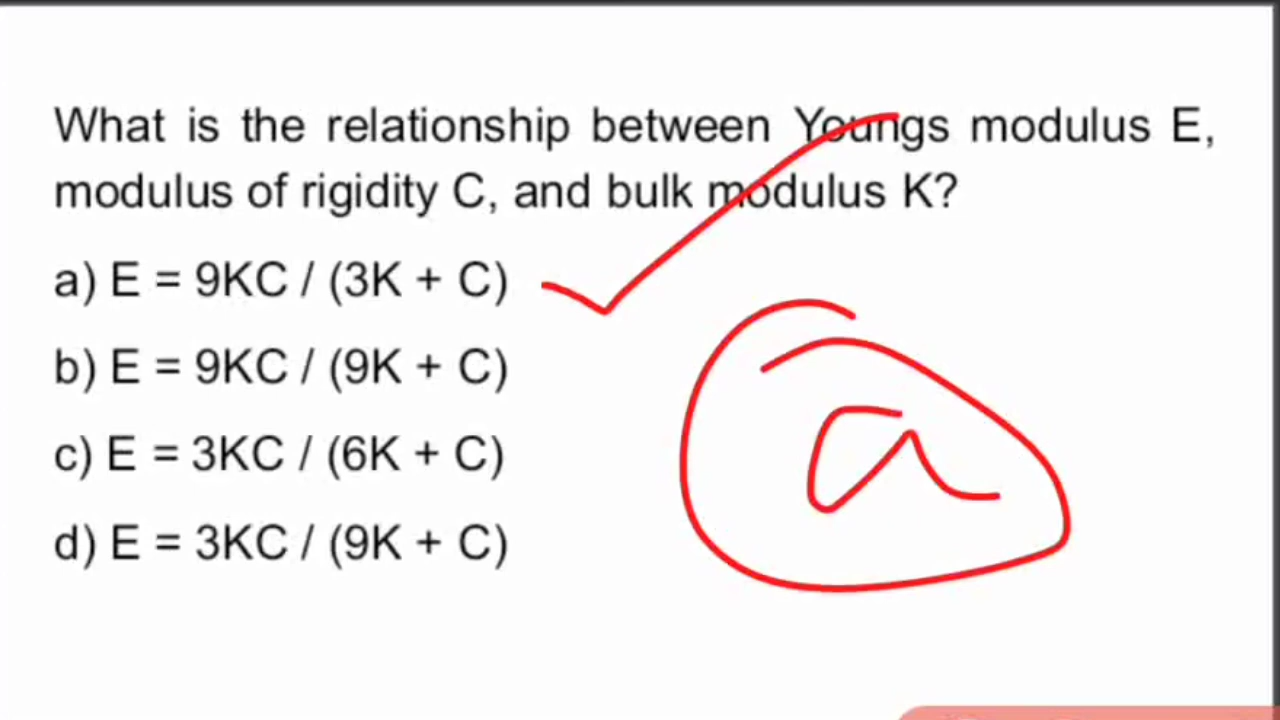 What is the relationship between Youngs modulus E,
modulus of rigidity C, and bulk modulus K?
a) E = 9KC / (3K + C)
b) E = 9KC / (9K + C)
c) E = 3KC / (6K + C)
d) E = 3KC / (9K + C)
a